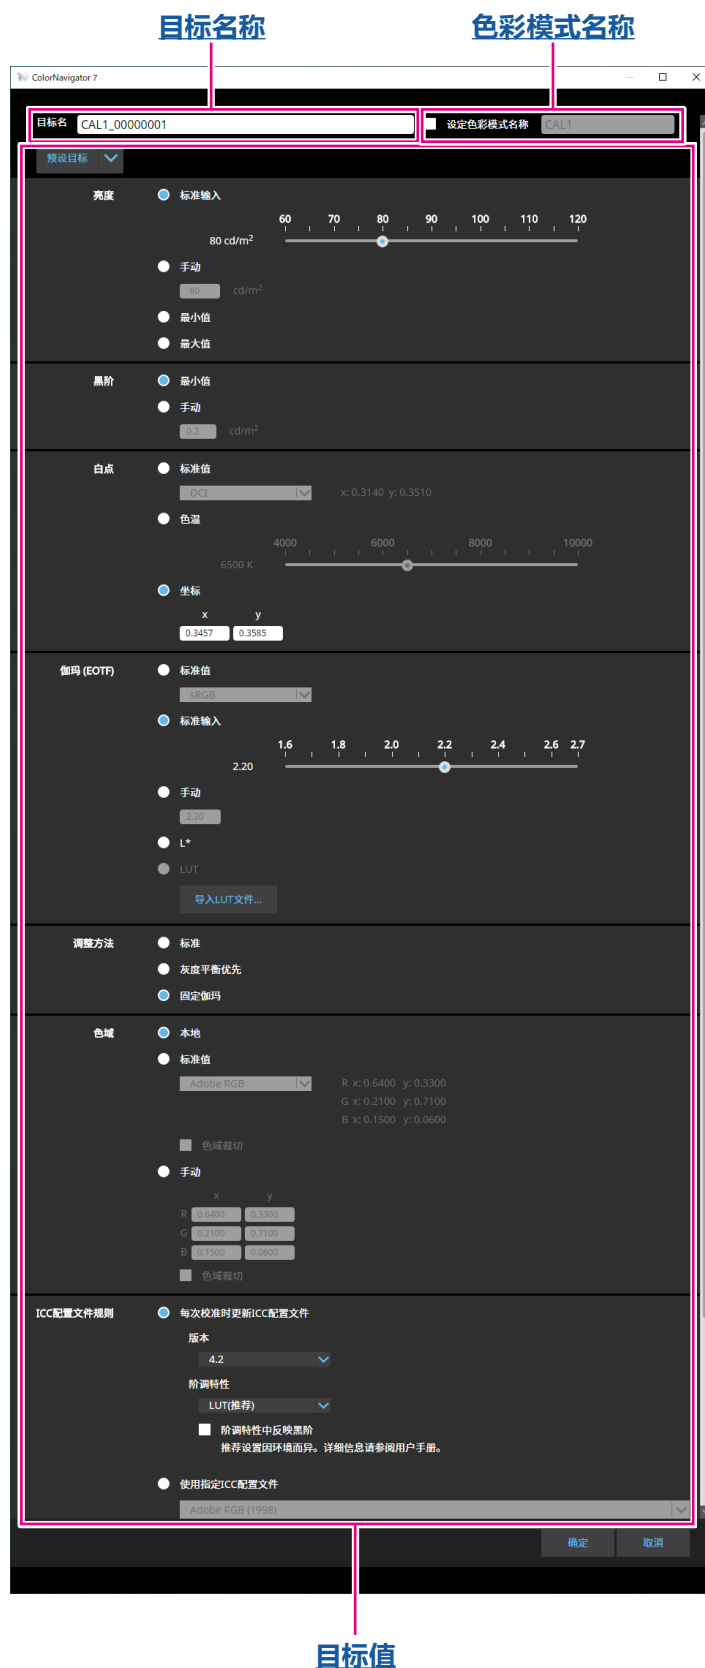 目标名称 色彩模式名称
ColorNavigator 7
目标名 CAL1_00000001 设定色彩模式名称 CAL1
预设目标
亮度 标准输入
60 70 80 90 100 110 120
80 cd/m2
手动
80 cd/m2
最小值
最大值
黑阶 最小值
手动
0.2 cd/m2
白点 标准值
DCI x: 0.3140 y: 0.3510
色温
4000 6000 8000 10000
6500 K
坐标
x y
0.3457 0.3585
伽玛 (EOTF) 标准值
sRGB
标准输入
1.6 1.8 2.0 2.2 2.4 2.6 2.7
2.20
手动
2.20
L*
LUT
导入LUT文件...
调整方法 标准
灰度平衡优先
固定伽玛
色域 本地
标准值
Adobe RGB R x: 0.6400 y: 0.3300
G x: 0.2100 y: 0.7100
B x: 0.1500 y: 0.0600
色域裁切
手动
x y
R 0.6400 0.3300
G 0.2100 0.7100
B 0.1500 0.0600
色域裁切
ICC配置文件规则 每次校准时更新ICC配置文件
版本
4.2
阶调特性
LUT(推荐)
阶调特性中反映黑阶
推荐设置因环境而异。详细信息请参阅用户手册。
使用指定ICC配置文件
Adobe RGB (1998)
确定 取消
目标值